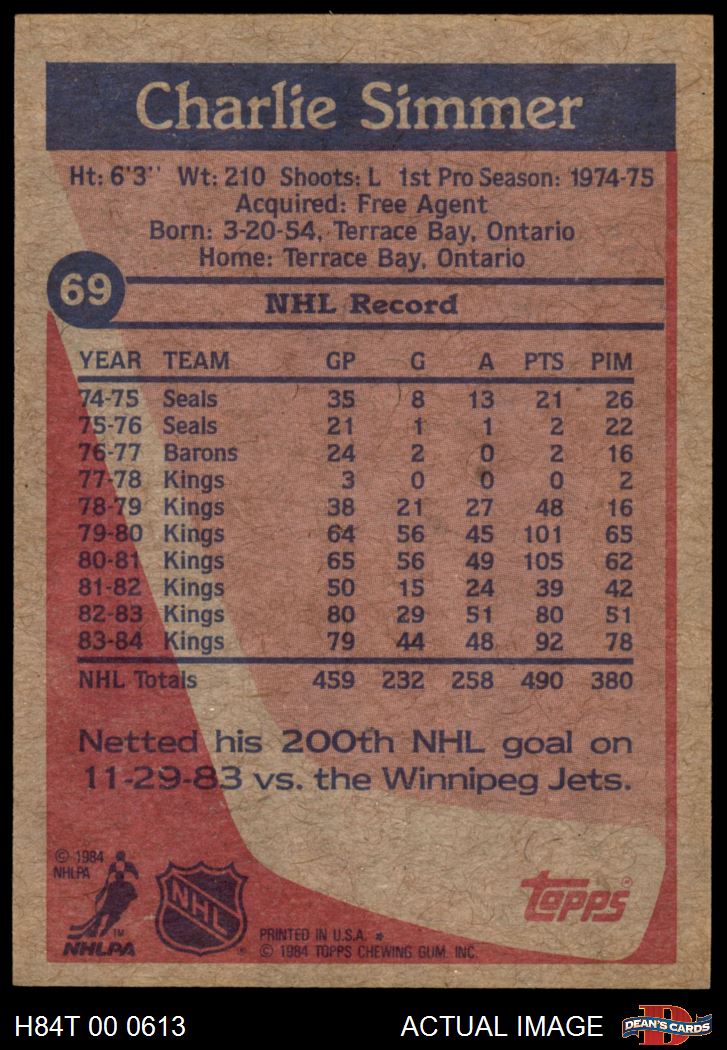 Charlie Simmer
Ht: 6'3'' Wt: 210 Shoots: L 1st Pro Season: 1974-75
Acquired: Free Agent
Born: 3-20-54, Terrace Bay, Ontario
Home: Terrace Bay, Ontario
69
NHL Record
YEAR TEAM GP G A PTS PIM
74-75 Seals 35 8 13 21 26
75-76 Seals 21 1 1 2 22
76-77 Barons 24 2 0 2 16
77-78 Kings 3 0 0 0 2
78-79 Kings 38 21 27 48 16
79-80 Kings 64 56 45 101 65
80-81 Kings 65 56 49 105 62
81-82 Kings 50 15 24 39 42
82-83 Kings 80 29 51 80 51
83-84 Kings 79 44 48 92 78
NHL Totals 459 232 258 490 380
Netted his 200th NHL goal on
11-29-83 vs. the Winnipeg Jets.
© 1984
NHLPA
TM
NHLPA
NHL
®
topps
PRINTED IN U.S.A. *
© 1984 TOPPS CHEWING GUM, INC.
H84T 00 0613
ACTUAL IMAGE
D
DEAN'S CARDS